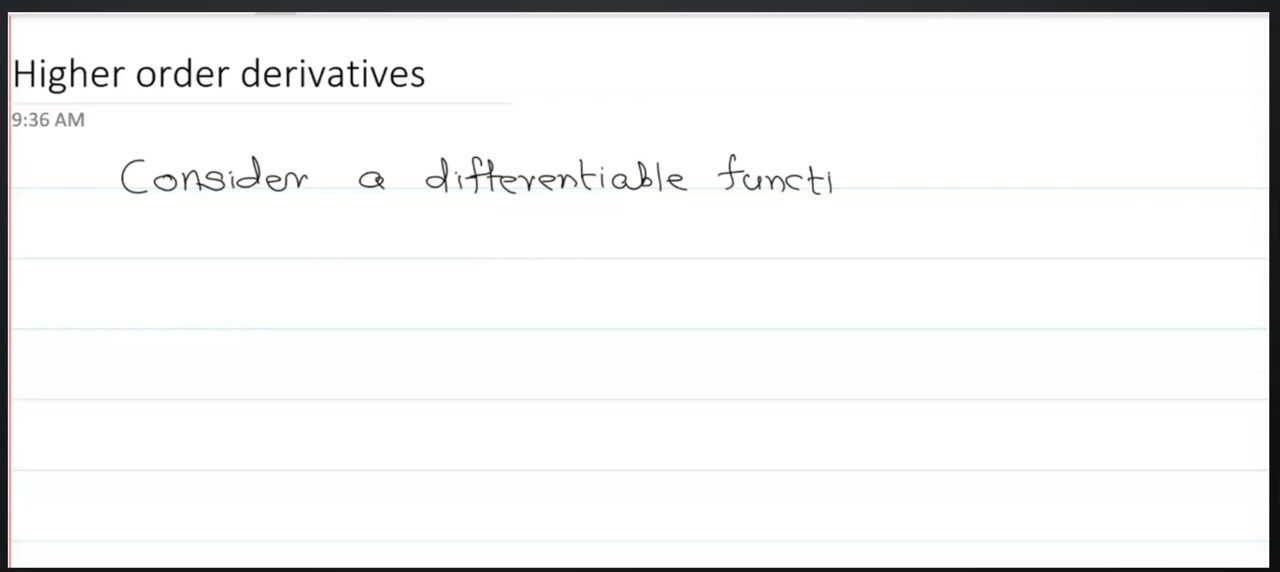 Higher order derivatives
9:36 AM
Consider a differentiable functi